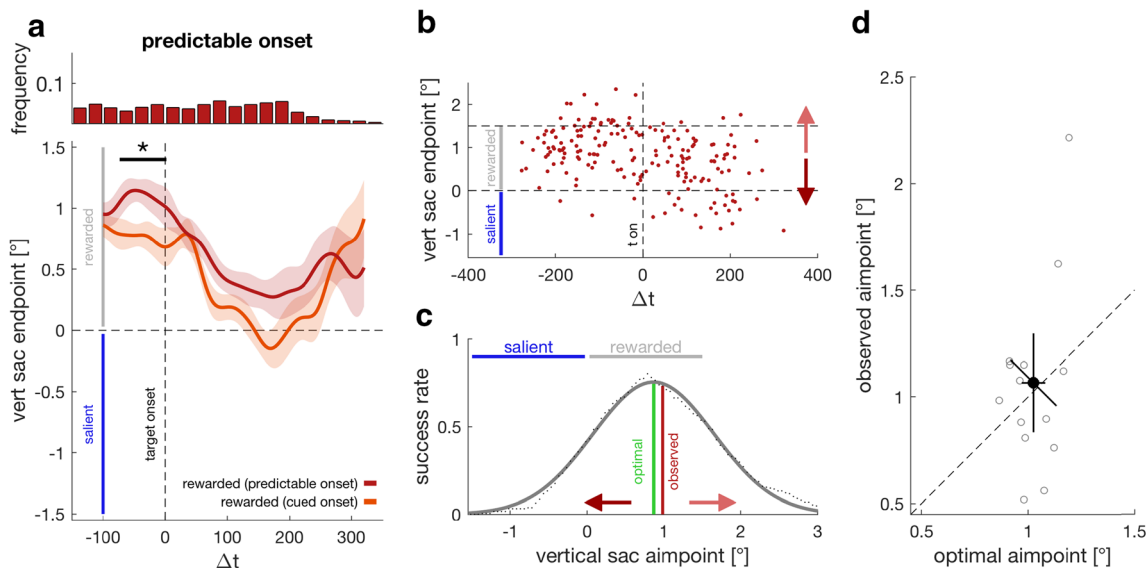 a
predictable onset
frequency
0.1
1.5
1
0.5
0
-0.5
-1
-1.5
vert sac endpoint [°]
*
rewarded
salient
target onset
rewarded (predictable onset)
rewarded (cued onset)
-100
0
100
200
300
Δt
b
vert sac endpoint [°]
2
1
0
-1
rewarded
salient
t on
-400
-200
0
200
400
Δt
c
success rate
1
0.5
0
salient
rewarded
optimal
observed
-1
0
1
2
3
vertical sac aimpoint [°]
d
observed aimpoint [°]
2.5
2
1.5
1
0.5
0.5
1
1.5
optimal aimpoint [°]